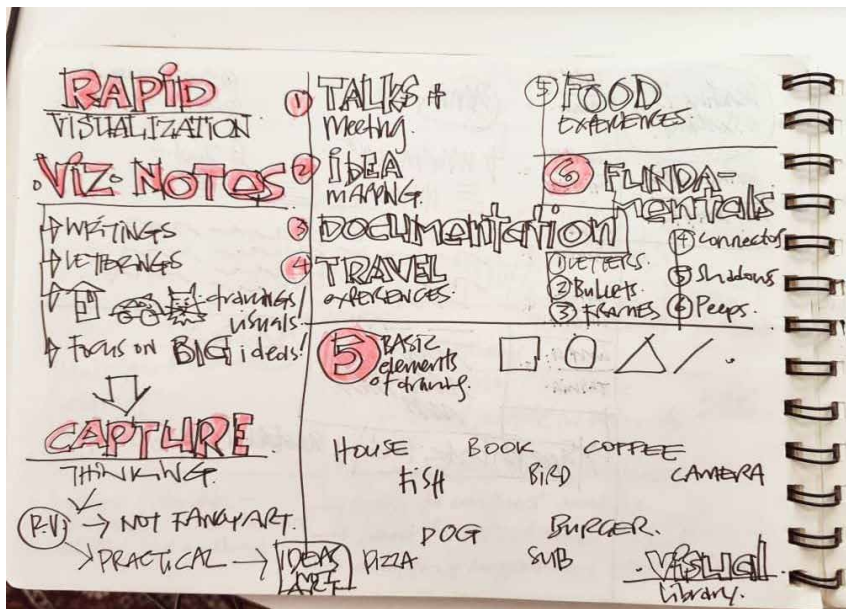 RAPID
VISUALIZATION
.Viz. NOTES
WRITINGS
LETTERINGS
drawings/
visuals!
Focus on BIG ideas!
CAPTURE
THINKING
R.V.
→ NOT FANCY ART.
→ PRACTICAL → IDEAS
ART
① TALKS +
Meeting.
② IDEA
MAPPING.
③ DOCUMENTATION
④ TRAVEL
EXPERIENCES.
⑤ FOOD
EXPERIENCES
⑥ FUNDA-
MENTALS
① LETTERS.
② Bullets
③ FRAMES
④ Connectors
⑤ Shadows
⑥ Peeps.
5 BASIC
elements
of drawing.
HOUSE BOOK COFFEE
FISH BIRD CAMERA
DOG BURGER.
PIZZA SUB
.Visual
Library.